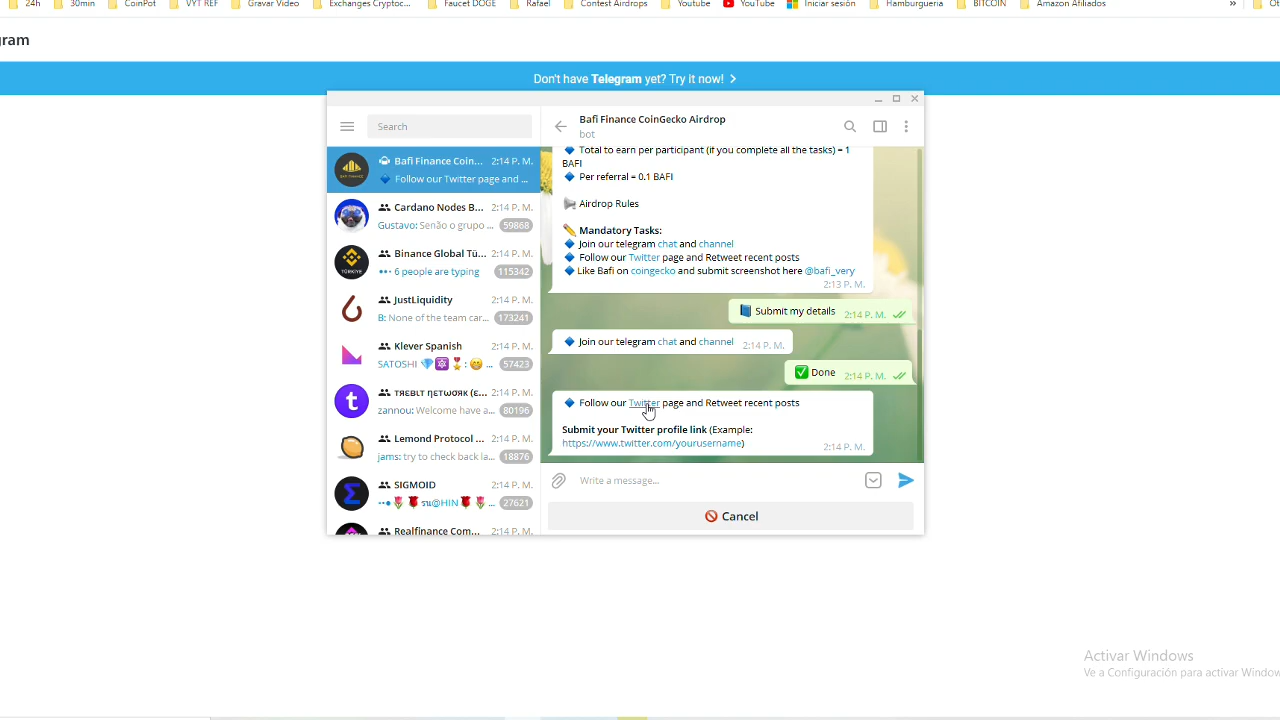 24h 30min CoinPot VYT REF Gravar Video Exchanges Cryptoc... Faucet DOGE Rafael Contest Airdrops Youtube YouTube Iniciar sesión Hamburgueria BITCOIN Amazon Afiliados » Ot
gram
Don't have Telegram yet? Try it now! >
Search
Bafi Finance CoinGecko Airdrop
bot
Bafi Finance Coin... 2:14 P. M.
Follow our Twitter page and ...
Cardano Nodes B... 2:14 P. M.
Gustavo: Senão o grupo ... 59868
Binance Global Tü... 2:14 P. M.
6 people are typing 115342
JustLiquidity 2:14 P. M.
B: None of the team car... 173241
Klever Spanish 2:14 P. M.
SATOSHI 💎⚛️🎖️: 😁 ... 57423
тяεвLт ηεтωσяк (ε... 2:14 P. M.
zannou: Welcome have a... 80196
Lemond Protocol ... 2:14 P. M.
jams: try to check back la... 18876
SIGMOID 2:14 P. M.
🌷🌹รน@HIN🌹🌷... 27621
Realfinance Com... 2:14 P. M.
🔷 Total to earn per participant (if you complete all the tasks) = 1
BAFI
🔷 Per referral = 0.1 BAFI
📢 Airdrop Rules
✏️ Mandatory Tasks:
🔷 Join our telegram chat and channel
🔷 Follow our Twitter page and Retweet recent posts
🔷 Like Bafi on coingecko and submit screenshot here @bafi_very
2:13 P. M.
📘 Submit my details 2:14 P. M.
🔷 Join our telegram chat and channel 2:14 P. M.
✅ Done 2:14 P. M.
🔷 Follow our Twitter page and Retweet recent posts
Submit your Twitter profile link (Example:
https://www.twitter.com/yourusername) 2:14 P. M.
Write a message...
🚫 Cancel
TÜRKIYE
Activar Windows
Ve a Configuración para activar Window